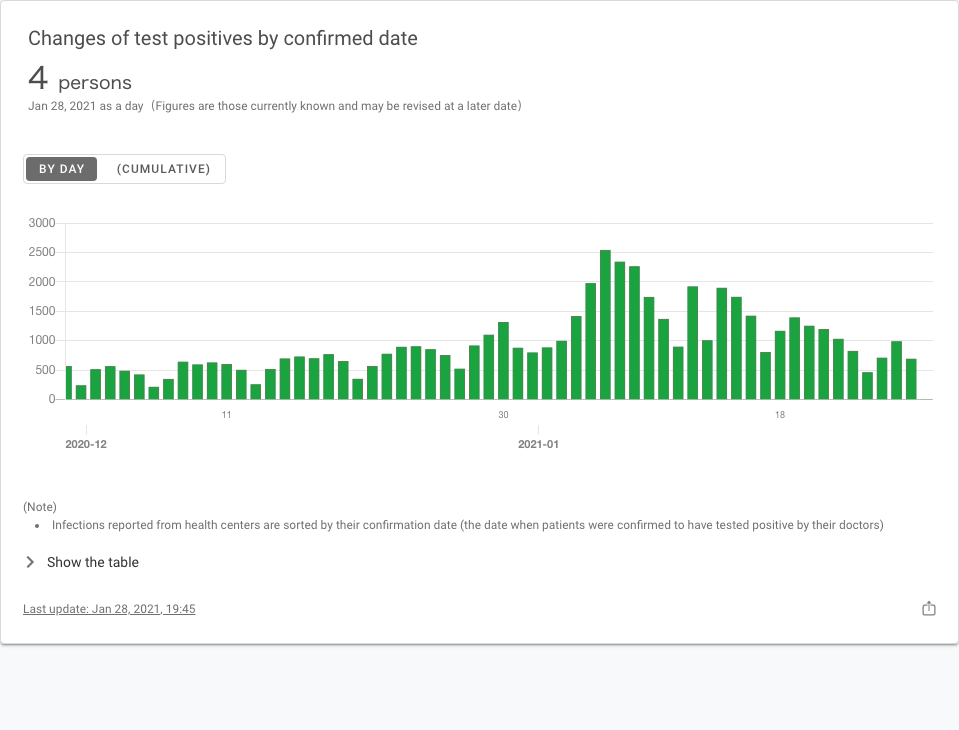 Changes of test positives by confirmed date
4 persons
Jan 28, 2021 as a day（Figures are those currently known and may be revised at a later date）
BY DAY (CUMULATIVE)
3000
2500
2000
1500
1000
500
0
11 30 18
2020-12 2021-01
(Note)
• Infections reported from health centers are sorted by their confirmation date (the date when patients were confirmed to have tested positive by their doctors)
Show the table
Last update: Jan 28, 2021, 19:45